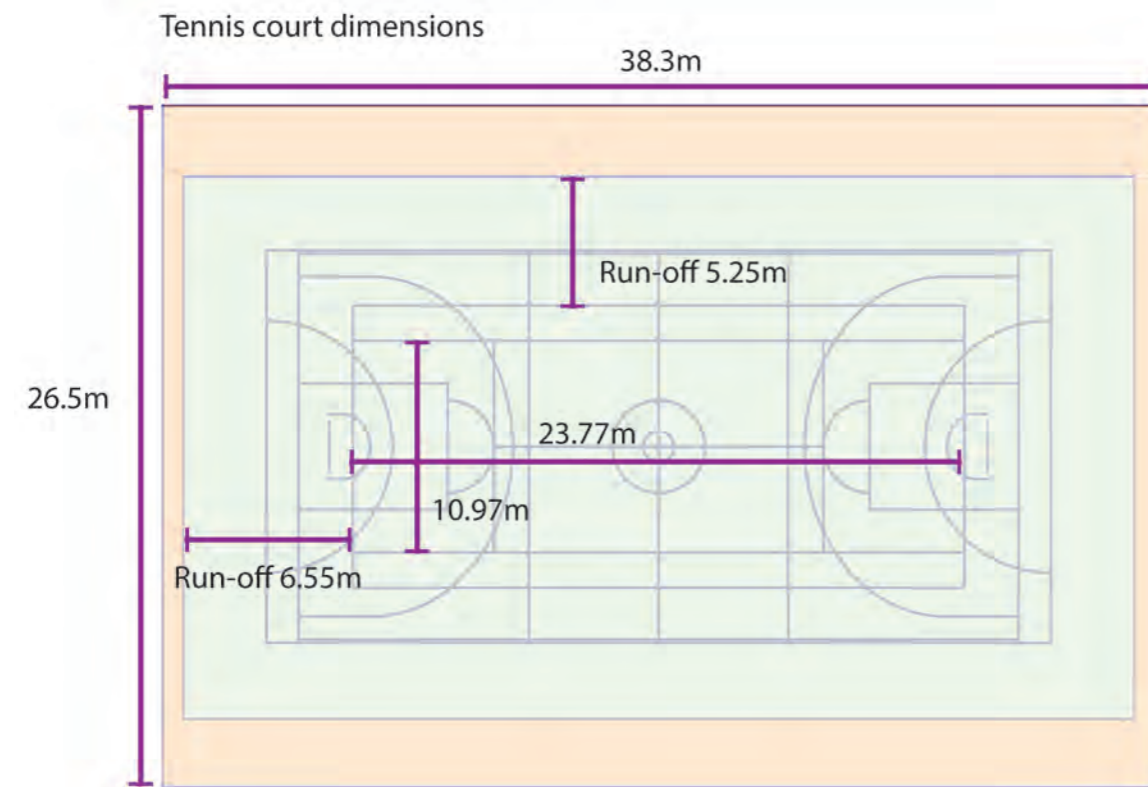 Tennis court dimensions
38.3m
Run-off 5.25m
26.5m
23.77m
10.97m
Run-off 6.55m